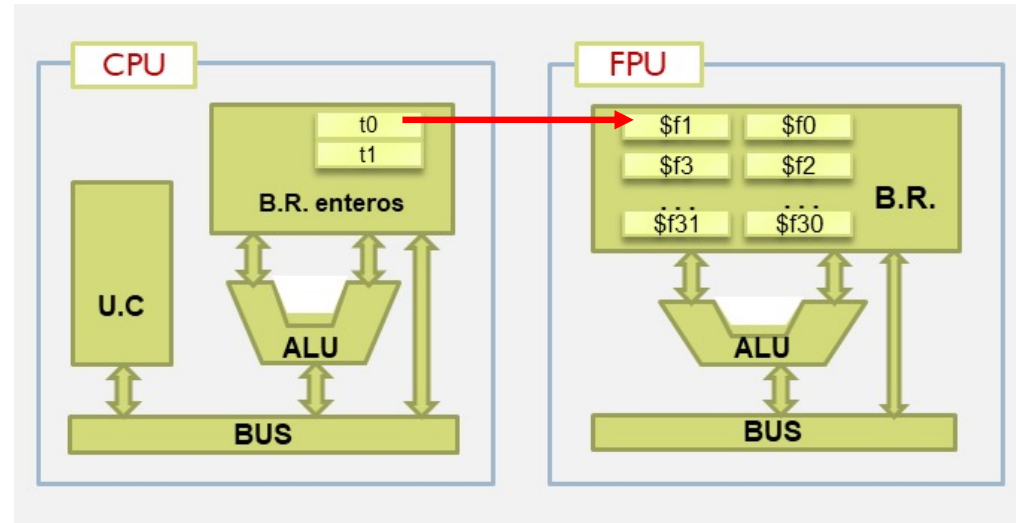 CPU
t0
t1
B.R. enteros
U.C
ALU
BUS
FPU
$f1 $f0
$f3 $f2
... ...
$f31 $f30
B.R.
ALU
BUS